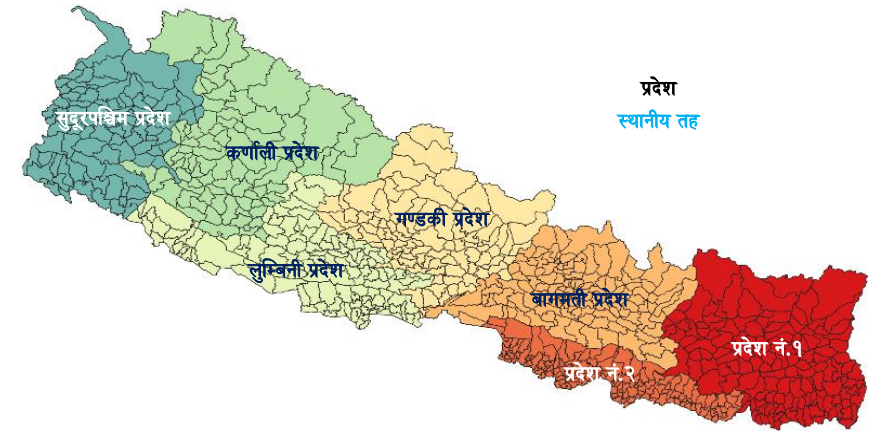 प्रदेश
स्थानीय तह
सुदूरपश्चिम प्रदेश
कर्णाली प्रदेश
गण्डकी प्रदेश
लुम्बिनी प्रदेश
बागमती प्रदेश
प्रदेश नं.१
प्रदेश नं.२